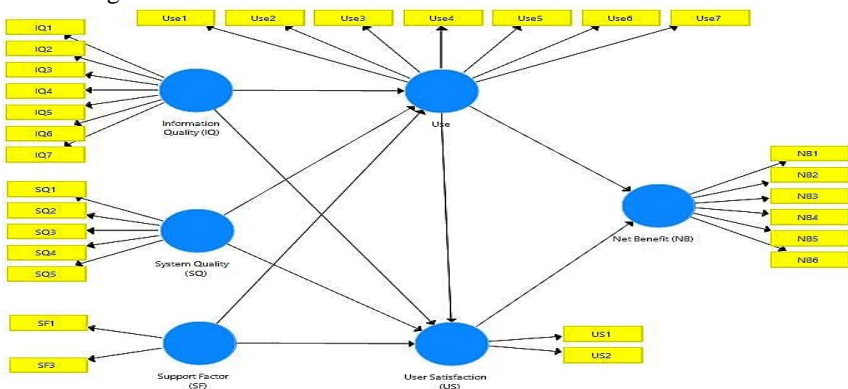 Use1
Use2
Use3
Use4
Use5
Use6
Use7
IQ1
IQ2
IQ3
IQ4
IQ5
IQ6
IQ7
Information
Quality (IQ)
Use
SQ1
SQ2
SQ3
SQ4
SQ5
System Quality
(SQ)
NB1
NB2
NB3
NB4
NB5
NB6
Net Benefit (NB)
SF1
SF3
Support Factor
(SF)
User Satisfaction
(US)
US1
US2